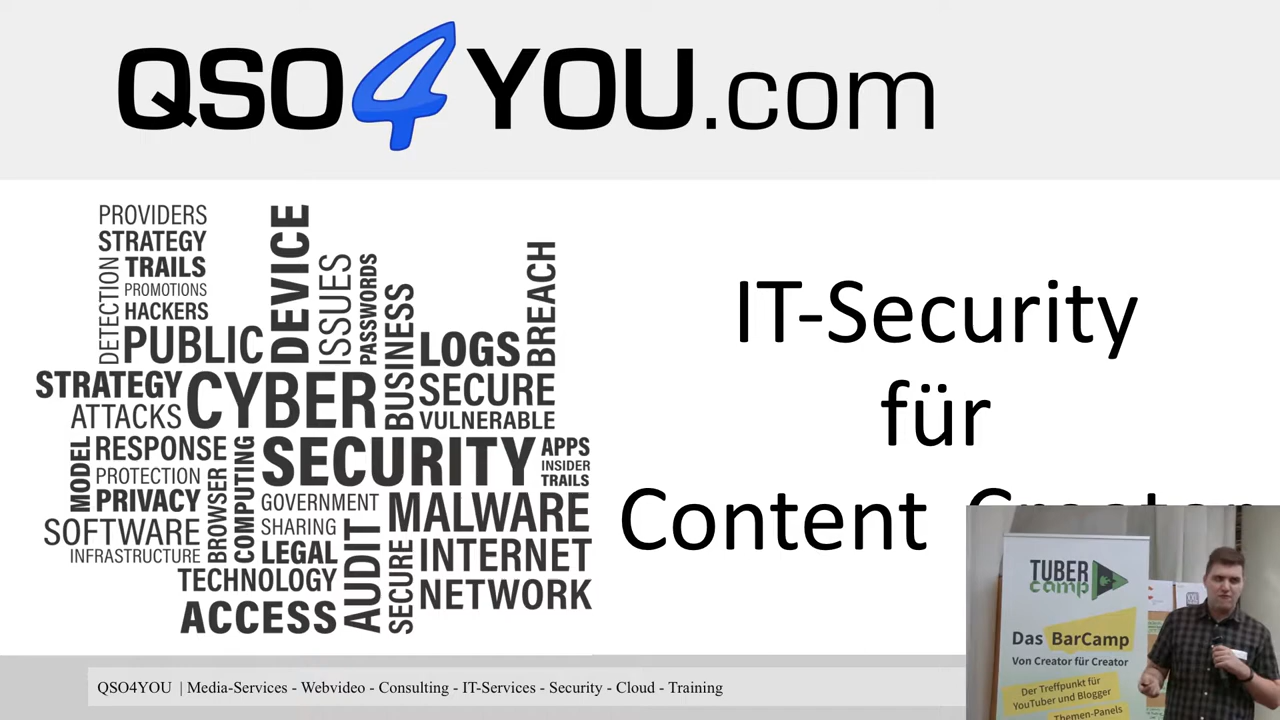 QSO4YOU.com
PROVIDERS
STRATEGY
TRAILS
PROMOTIONS
HACKERS
DETECTION
PUBLIC
DEVICE
ISSUES
PASSWORDS
BUSINESS
BREACH
LOGS
STRATEGY
CYBER
SECURE
ATTACKS
VULNERABLE
MODEL
RESPONSE
SECURITY
APPS
INSIDER
TRAILS
PROTECTION
PRIVACY
BROWSER
COMPUTING
GOVERNMENT
MALWARE
SOFTWARE
SHARING
INFRASTRUCTURE
LEGAL
AUDIT
SECURE
INTERNET
TECHNOLOGY
NETWORK
ACCESS
IT-Security
für
Content Creator
TUBER
camp
Das BarCamp
Von Creator für Creator
Der Treffpunkt für
YouTuber und Blogger
Themen-Panels
QSO4YOU | Media-Services - Webvideo - Consulting - IT-Services - Security - Cloud - Training